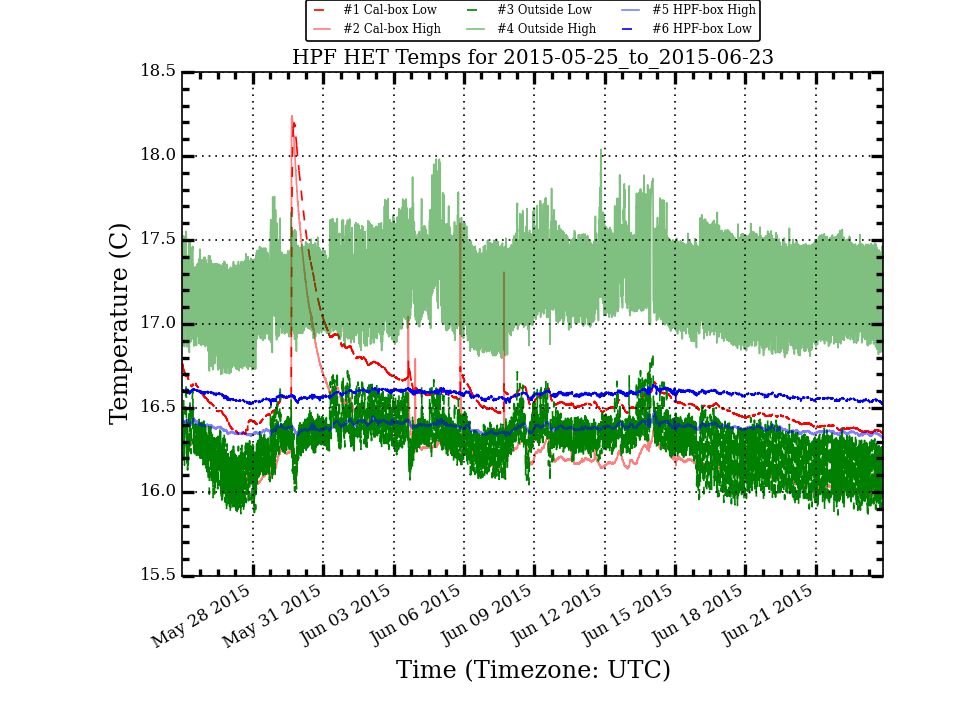 #1 Cal-box Low #3 Outside Low #5 HPF-box High
#2 Cal-box High #4 Outside High #6 HPF-box Low
HPF HET Temps for 2015-05-25_to_2015-06-23
18.5
18.0
17.5
17.0
16.5
16.0
15.5
Temperature (C)
May 28 2015
May 31 2015
Jun 03 2015
Jun 06 2015
Jun 09 2015
Jun 12 2015
Jun 15 2015
Jun 18 2015
Jun 21 2015
Time (Timezone: UTC)